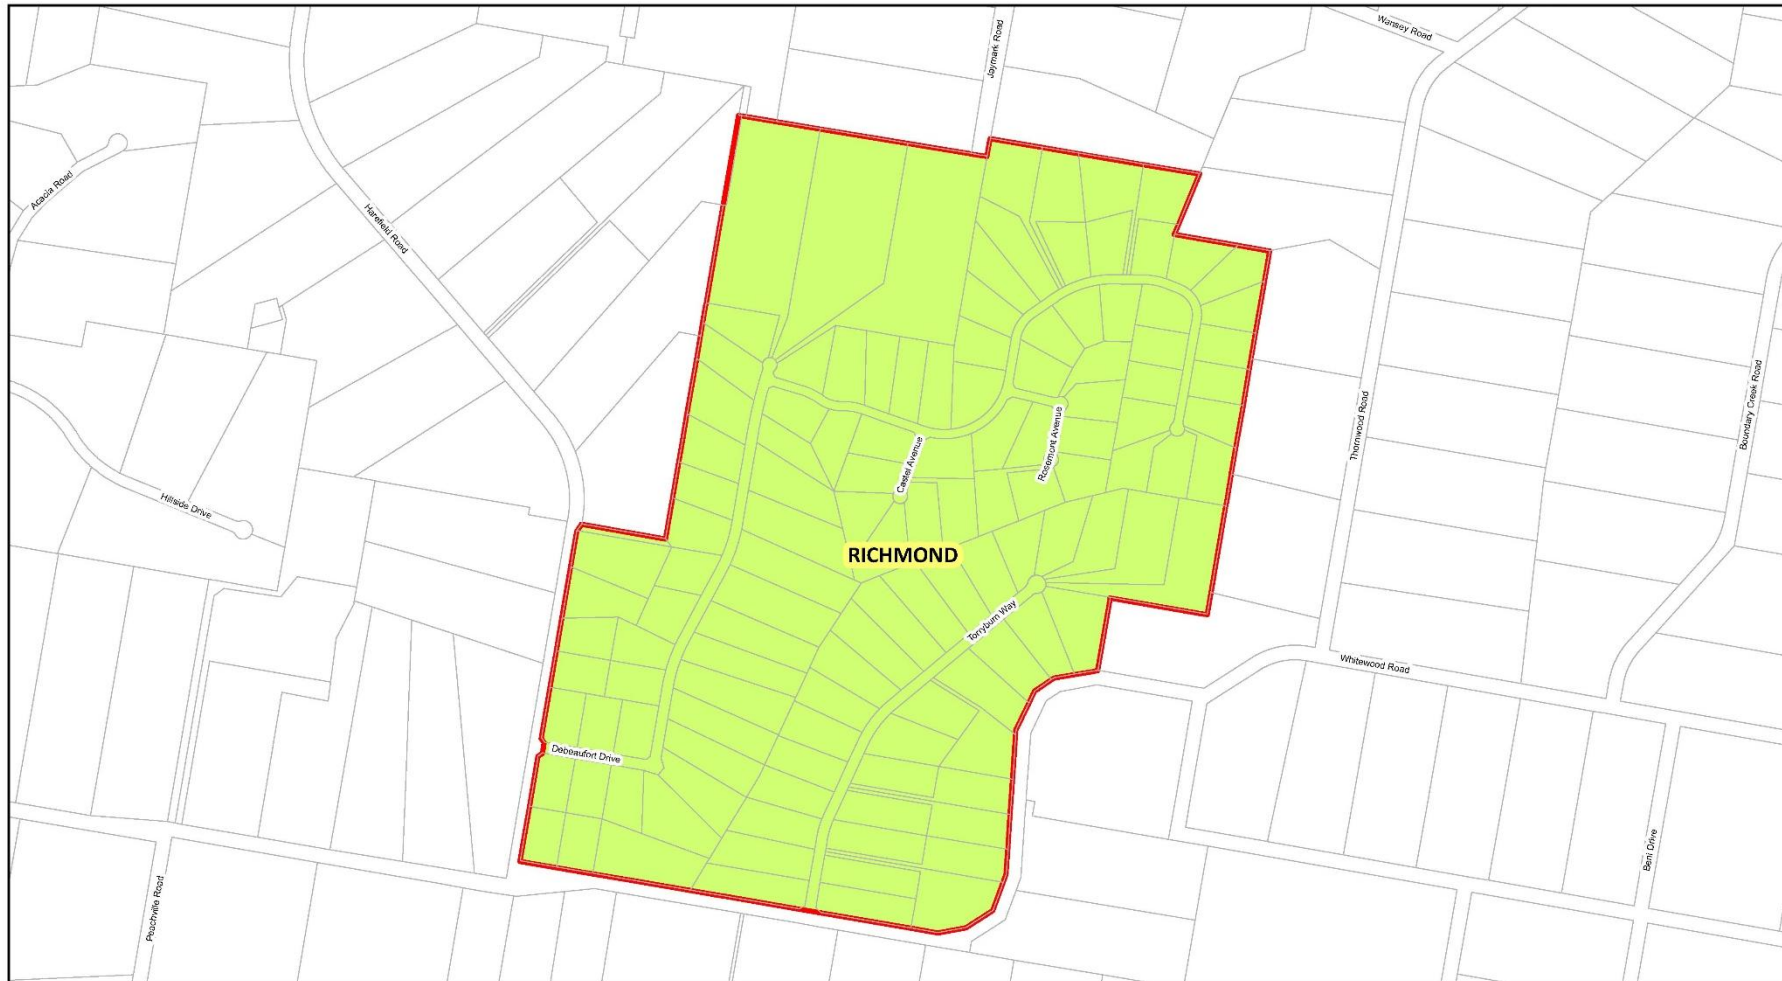 Wansey Road
Jaymark Road
Acacia Road
Harefield Road
Boundary Creek Road
Thornwood Road
Castel Avenue
Rosemont Avenue
Hillside Drive
RICHMOND
Torryburn Way
Whitewood Road
Debeaufort Drive
Beni Drive
Peachville Road